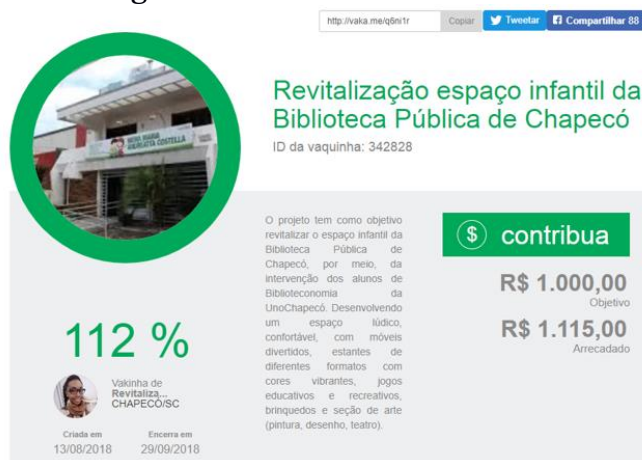 http://vaka.me/q6ni1r Copiar Tweetar Compartilhar 88
Revitalização espaço infantil da
Biblioteca Pública de Chapecó
ID da vaquinha: 342828
O projeto tem como objetivo
revitalizar o espaço infantil da
Biblioteca Pública de
Chapecó, por meio, da
intervenção dos alunos de
Biblioteconomia da
UnoChapecó. Desenvolvendo
um espaço lúdico,
confortável, com móveis
divertidos, estantes de
diferentes formatos com
cores vibrantes, jogos
educativos e recreativos,
brinquedos e seção de arte
(pintura, desenho, teatro).
$ contribua
R$ 1.000,00
Objetivo
R$ 1.115,00
Arrecadado
112 %
Vakinha de
Revitaliza...
CHAPECÓ/SC
Criada em Encerra em
13/08/2018 29/09/2018